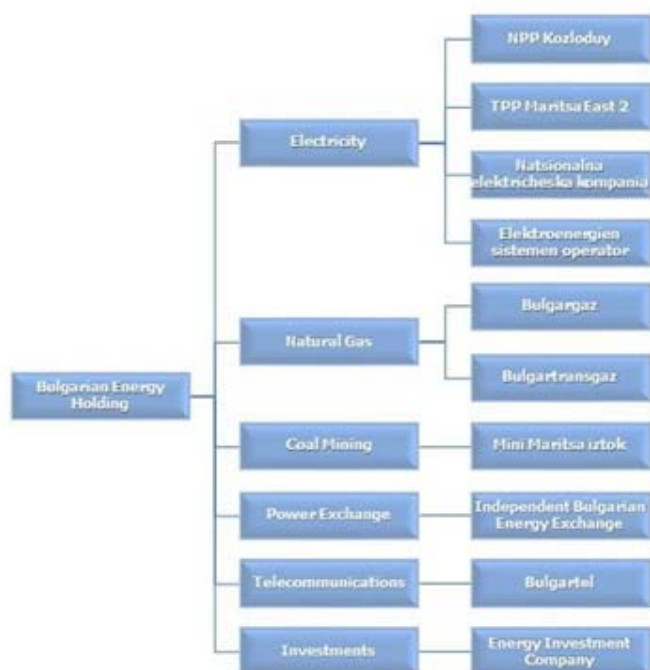 NPP Kozloduy
TPP Maritsa East 2
Electricity
Natsionalna
elektricheska kompania
Elektroenergien
sistemen operator
Bulgargaz
Natural Gas
Bulgartransgaz
Bulgarian Energy
Holding
Coal Mining
Mini Maritsa iztok
Power Exchange
Independent Bulgarian
Energy Exchange
Telecommunications
Bulgartel
Investments
Energy Investment
Company